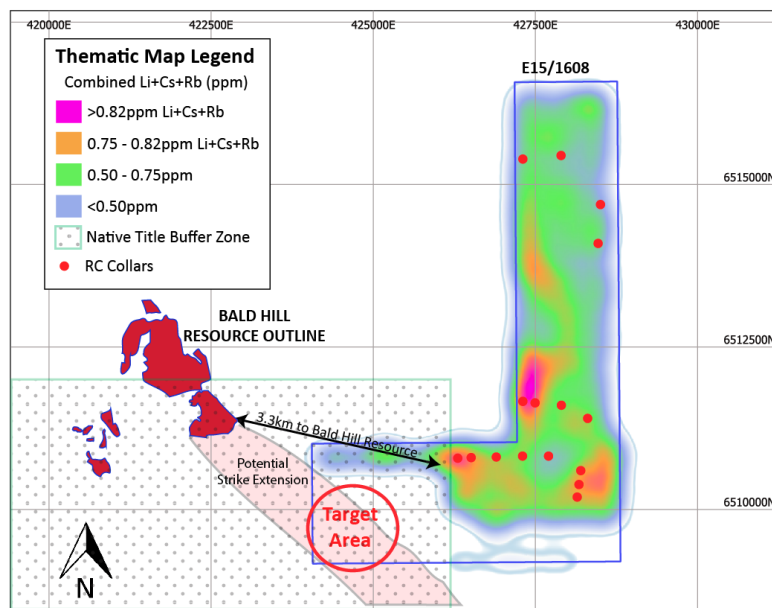 420000E
422500E
425000E
427500E
430000E
Thematic Map Legend
Combined Li+Cs+Rb (ppm)
>0.82ppm Li+Cs+Rb
0.75 - 0.82ppm Li+Cs+Rb
0.50 - 0.75ppm
<0.50ppm
Native Title Buffer Zone
RC Collars
E15/1608
6515000N
BALD HILL
RESOURCE OUTLINE
6512500N
3.3km to Bald Hill Resource
Potential
Strike Extension
Target
Area
6510000N
N